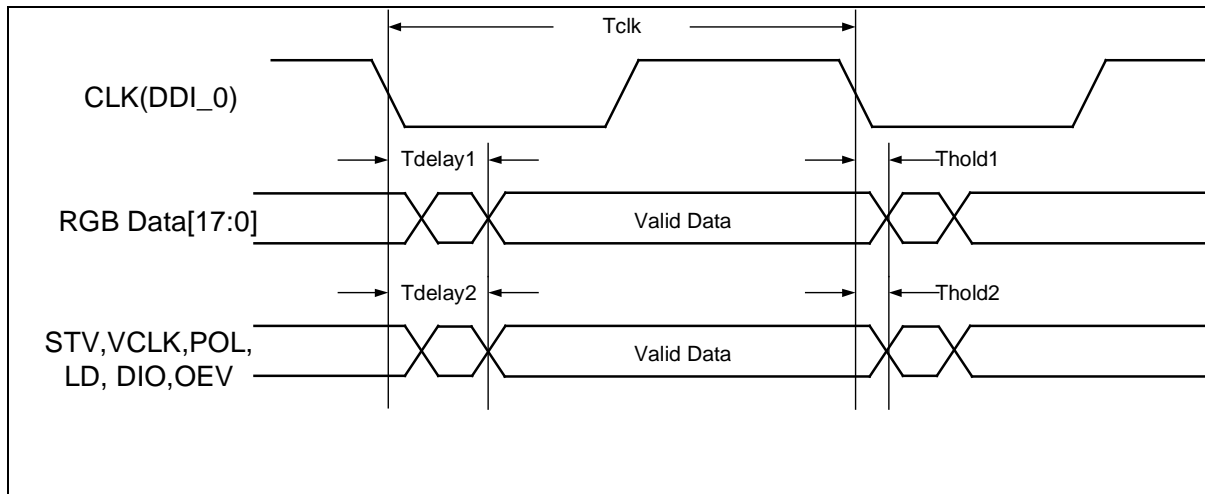 Tclk
CLK(DDI_0)
Tdelay1
Thold1
RGB Data[17:0]
Valid Data
Tdelay2
Thold2
STV,VCLK,POL,
LD, DIO,OEV
Valid Data